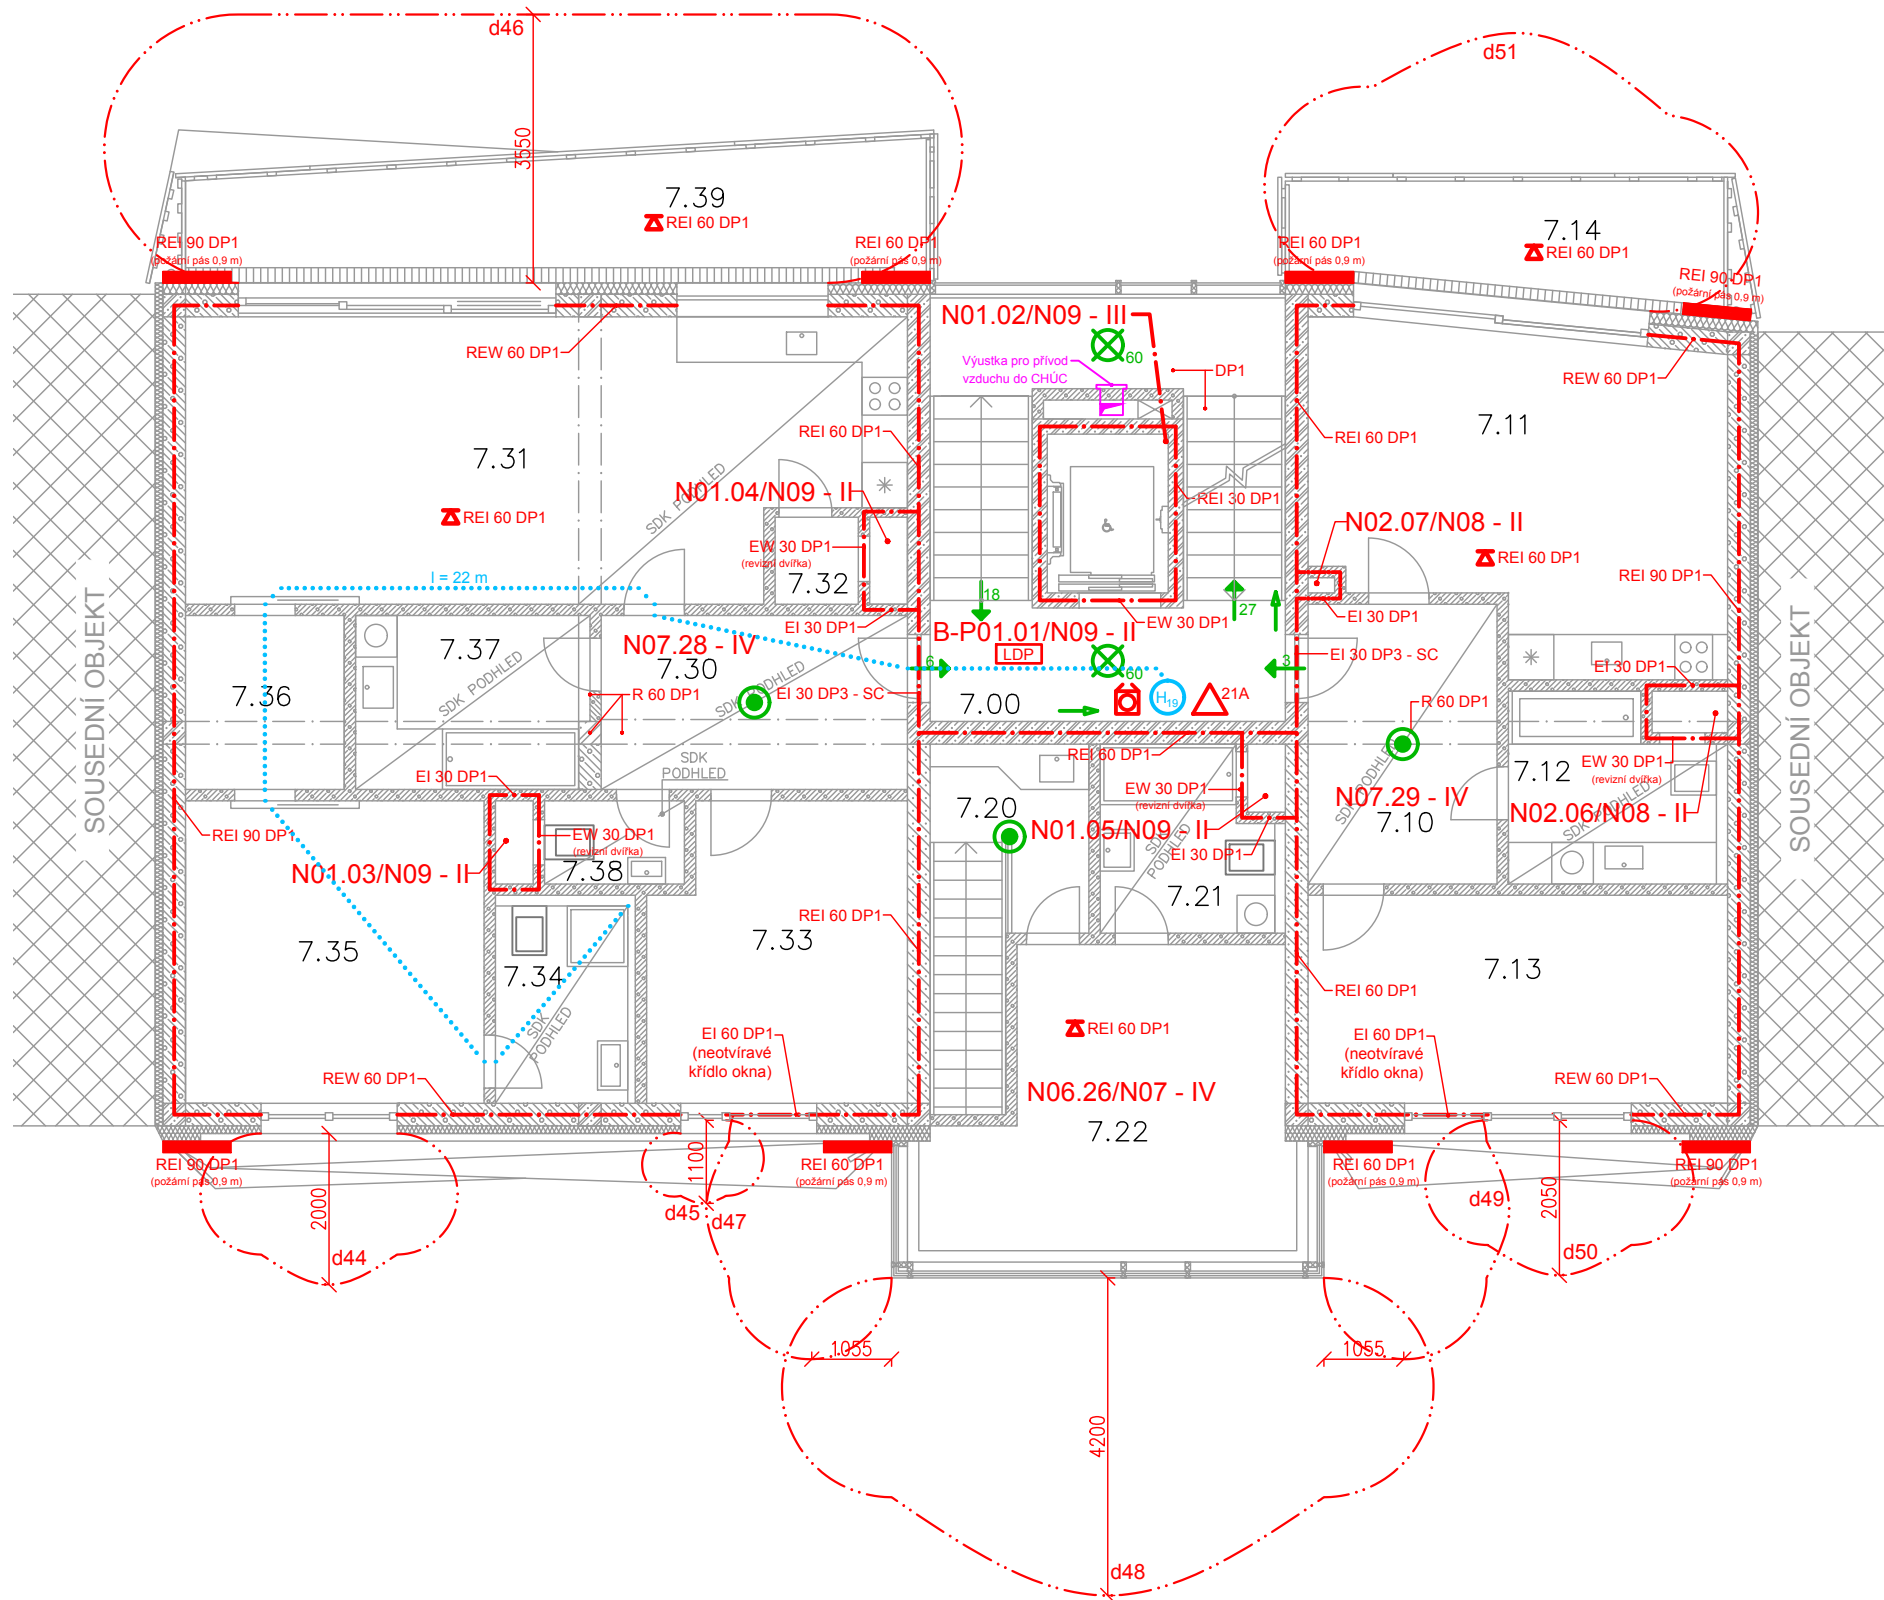 d46
d51
3550
7.39
REI 60 DP1
7.14
REI 60 DP1
REI 90 DP1
(požární pás 0,9 m)
REI 60 DP1
(požární pás 0,9 m)
REI 60 DP1
(požární pás 0,9 m)
REI 90 DP1
(požární pás 0,9 m)
N01.02/N09 - III
60
REW 60 DP1
Výustka pro přívod
vzduchu do CHÚC
DP1
REW 60 DP1
7.31
REI 60 DP1
REI 60 DP1
7.11
SDK PODHLED
N01.04/N09 - II
REI 30 DP1
REI 60 DP1
N02.07/N08 - II
REI 60 DP1
EW 30 DP1
(revizní dvířka)
7.32
l = 22 m
18
27
REI 90 DP1
EI 30 DP1
EI 30 DP1
EW 30 DP1
SOUSEDNÍ OBJEKT
SOUSEDNÍ OBJEKT
7.37
SDK PODHLED
N07.28 - IV
7.30
B-P01.01/N09 - II
LDP
6
60
3
EI 30 DP3 - SC
EI 30 DP1
7.36
R 60 DP1
EI 30 DP3 - SC
SDK PODHLED
7.00
H19
21A
R 60 DP1
SDK
PODHLED
REI 60 DP1
EI 30 DP1
EW 30 DP1
(revizní dvířka)
7.12
EW 30 DP1
(revizní dvířka)
7.20
N07.29 - IV
7.10
SDK PODHLED
N02.06/N08 - II
SDK PODHLED
REI 90 DP1
EW 30 DP1
(revizní dvířka)
N01.05/N09 - II
EI 30 DP1
SDK
PODHLED
N01.03/N09 - II
7.38
7.21
7.35
7.34
SDK
PODHLED
REI 60 DP1
7.33
7.13
REI 60 DP1
REI 60 DP1
EI 60 DP1
(neotvíravé
křídlo okna)
EI 60 DP1
(neotvíravé
křídlo okna)
REW 60 DP1
REW 60 DP1
N06.26/N07 - IV
7.22
REI 90 DP1
(požární pás 0,9 m)
1100
REI 60 DP1
(požární pás 0,9 m)
REI 60 DP1
(požární pás 0,9 m)
REI 90 DP1
(požární pás 0,9 m)
2000
d45
d47
d49
2050
d44
d50
1055
1055
4200
d48